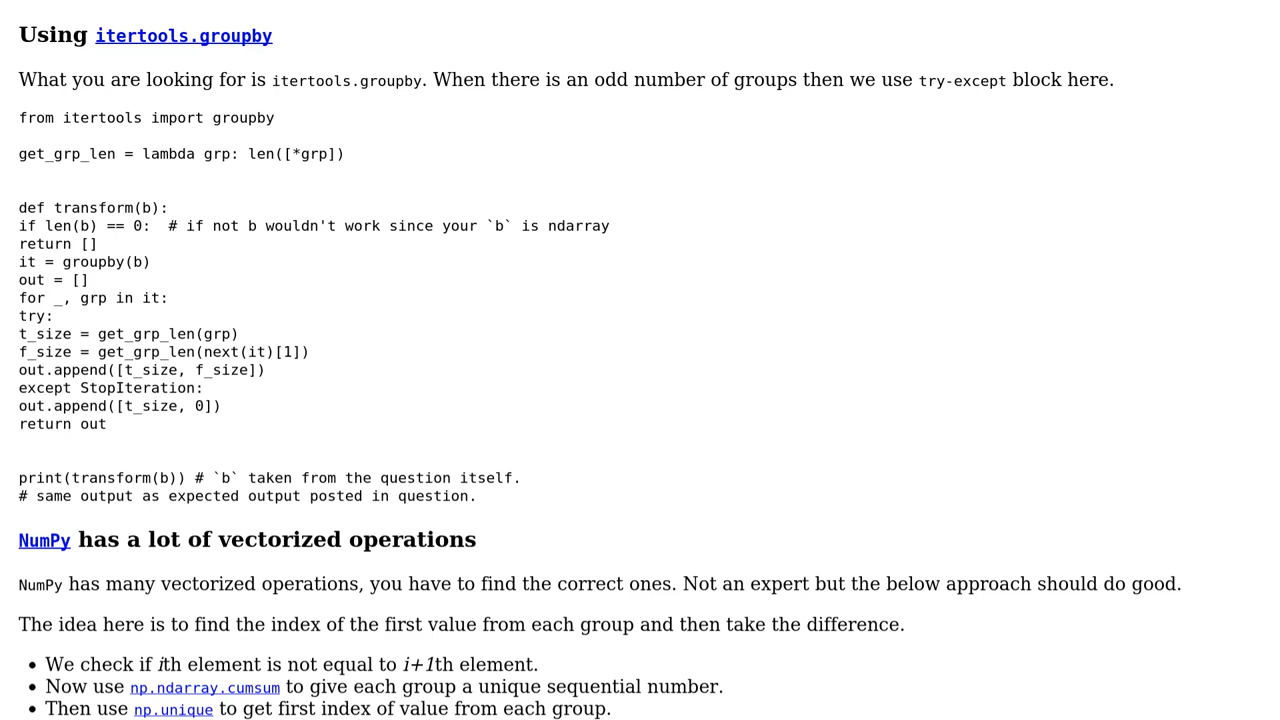 Using itertools.groupby
What you are looking for is itertools.groupby. When there is an odd number of groups then we use try-except block here.
from itertools import groupby
get_grp_len = lambda grp: len([*grp])
def transform(b):
if len(b) == 0:  # if not b wouldn't work since your `b` is ndarray
return []
it = groupby(b)
out = []
for _, grp in it:
try:
t_size = get_grp_len(grp)
f_size = get_grp_len(next(it)[1])
out.append([t_size, f_size])
except StopIteration:
out.append([t_size, 0])
return out
print(transform(b)) # `b` taken from the question itself.
# same output as expected output posted in question.
NumPy has a lot of vectorized operations
NumPy has many vectorized operations, you have to find the correct ones. Not an expert but the below approach should do good.
The idea here is to find the index of the first value from each group and then take the difference.
• We check if ith element is not equal to i+1th element.
• Now use np.ndarray.cumsum to give each group a unique sequential number.
• Then use np.unique to get first index of value from each group.